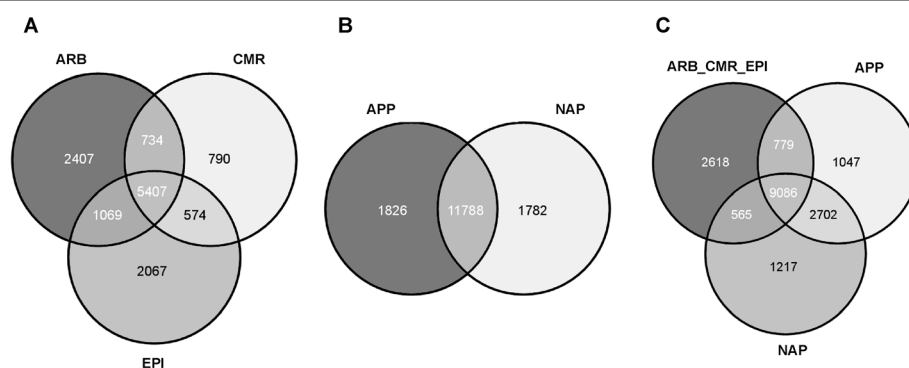 A
ARB
CMR
734
2407
790
5407
1069
574
2067
EPI
B
APP
NAP
1826
11788
1782
C
ARB_CMR_EPI
APP
779
2618
1047
9086
565
2702
1217
NAP